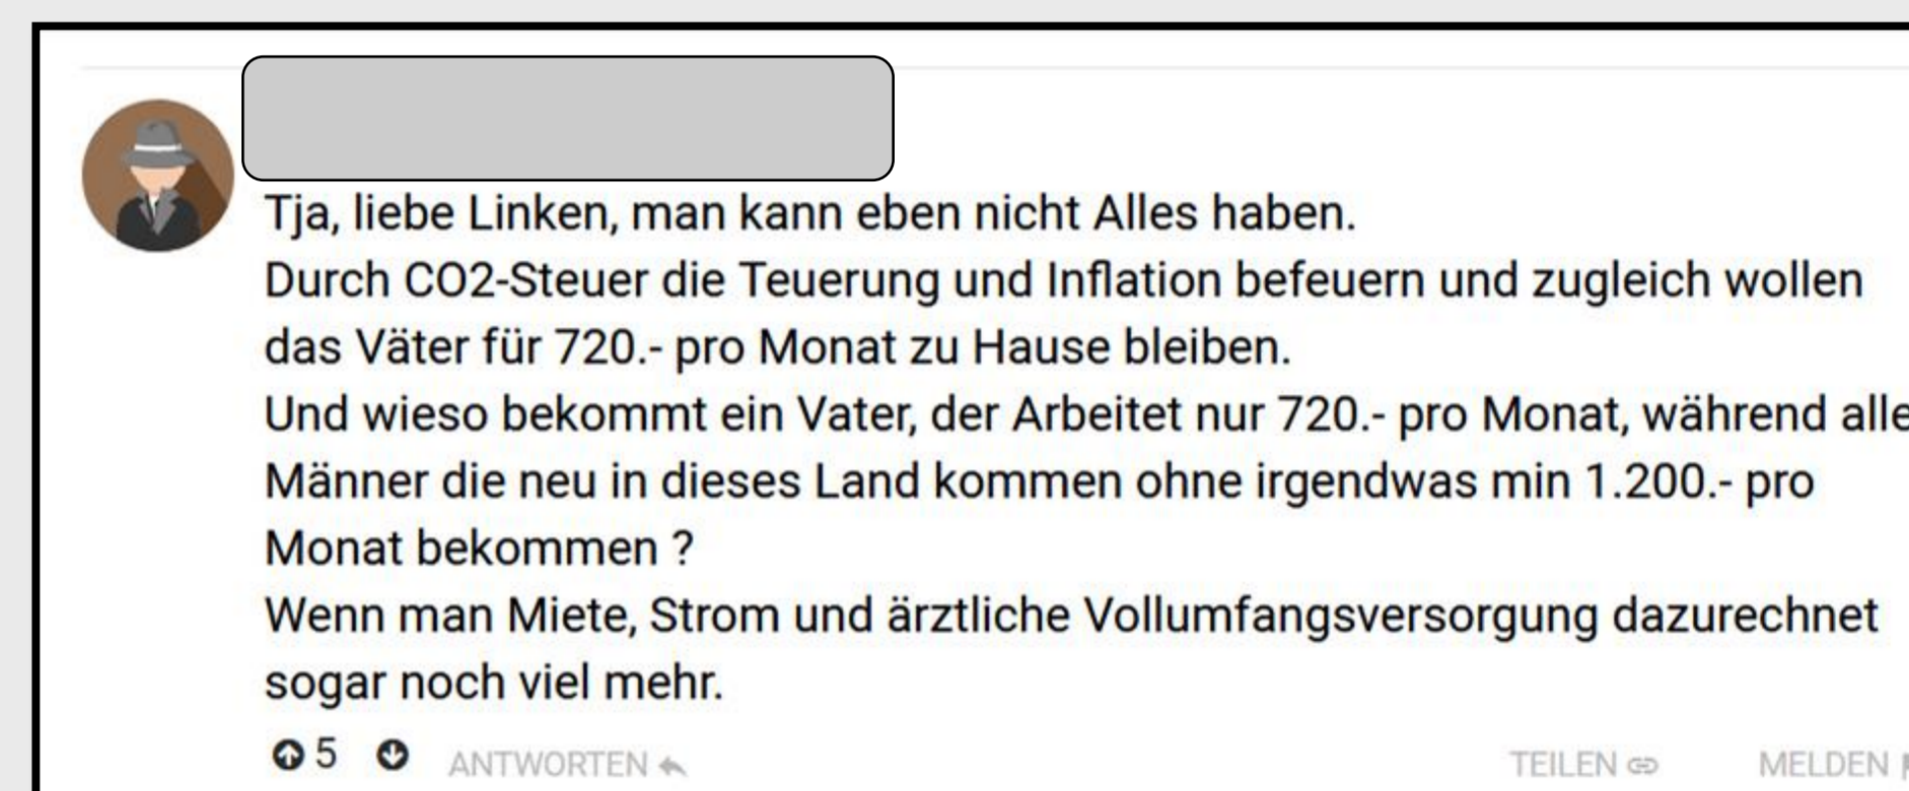 Tja, liebe Linken, man kann eben nicht Alles haben.
Durch CO2-Steuer die Teuerung und Inflation befeuern und zugleich wollen
das Väter für 720.- pro Monat zu Hause bleiben.
Und wieso bekommt ein Vater, der Arbeitet nur 720.- pro Monat, während alle
Männer die neu in dieses Land kommen ohne irgendwas min 1.200.- pro
Monat bekommen ?
Wenn man Miete, Strom und ärztliche Vollumfangsversorgung dazurechnet
sogar noch viel mehr.
5 ANTWORTEN TEILEN MELDEN